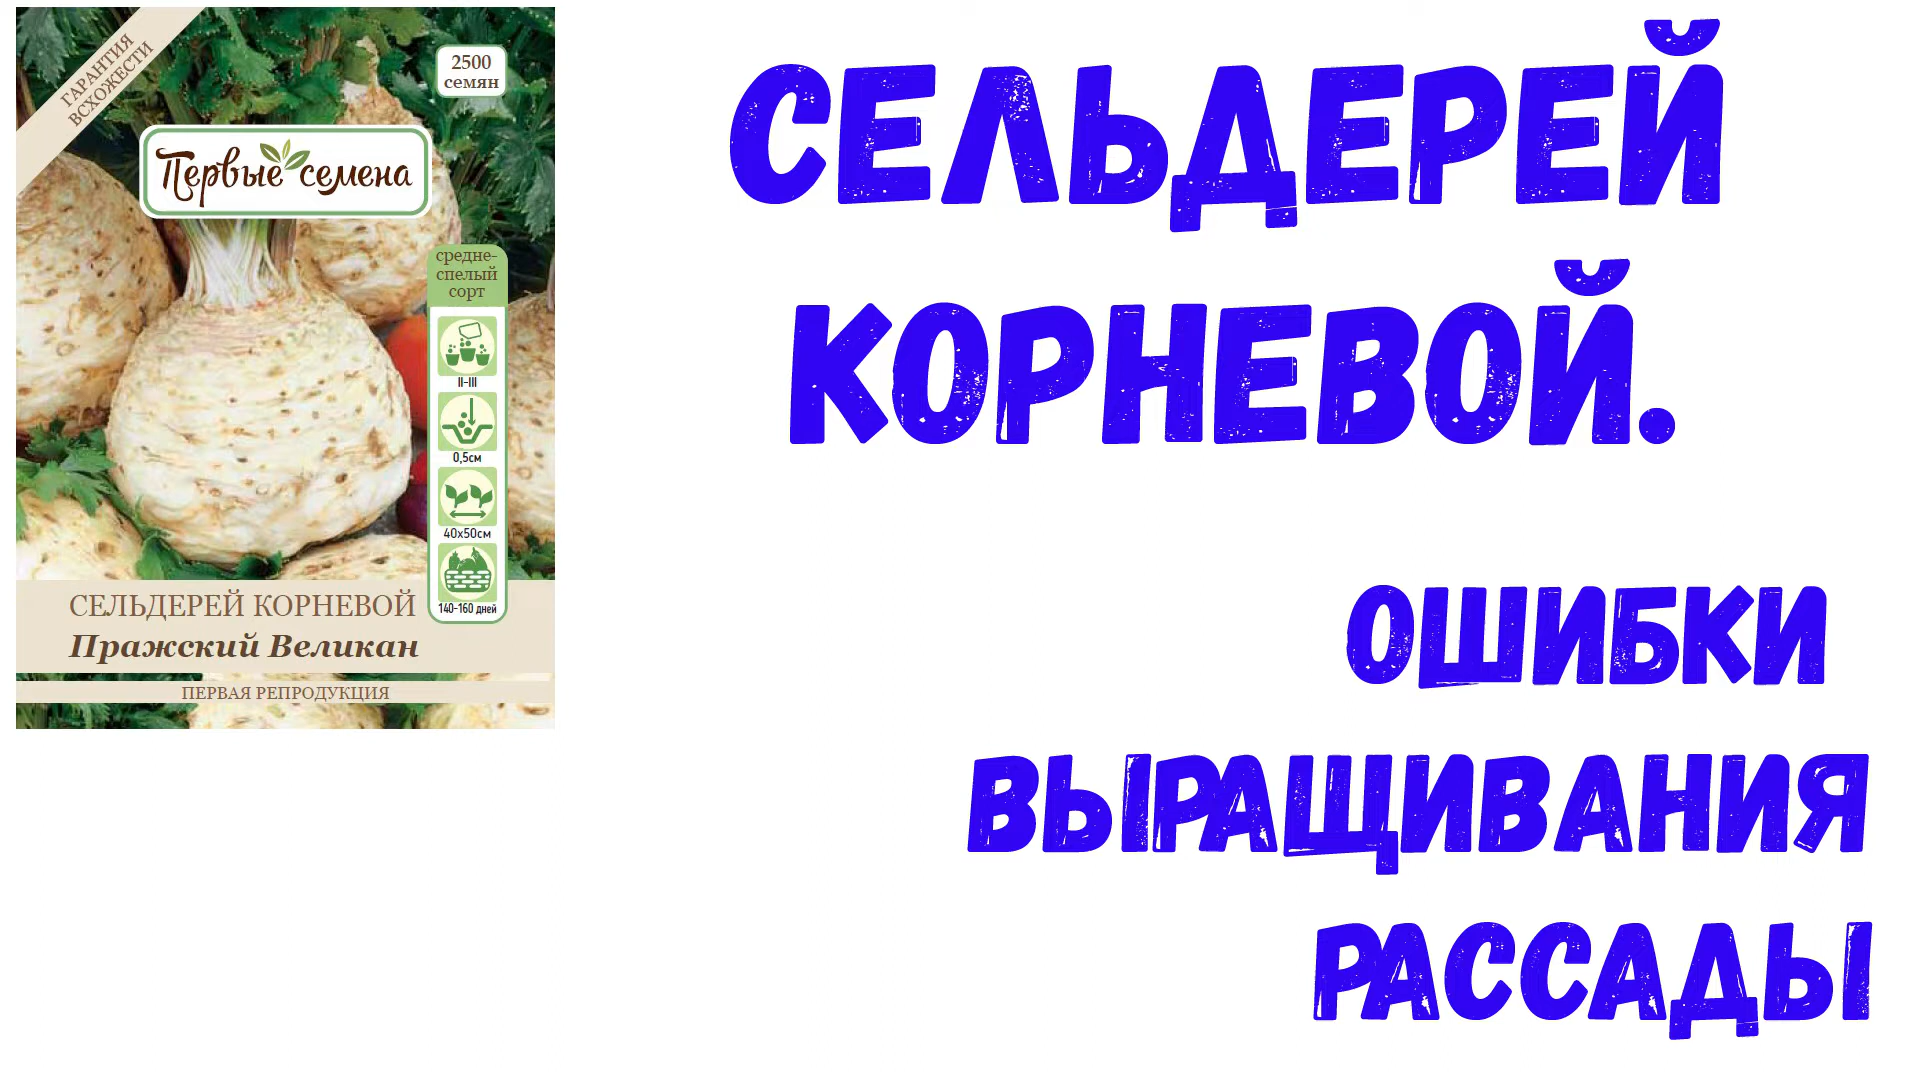 ГАРАНТИЯ
ВСХОЖЕСТИ
2500
семян
Первые семена
средне-
спелый
сорт
II-III
0,5см
40х50см
140-160 дней
СЕЛЬДЕРЕЙ КОРНЕВОЙ
Пражский Великан
ПЕРВАЯ РЕПРОДУКЦИЯ
СЕЛЬДЕРЕЙ
КОРНЕВОЙ.
ОШИБКИ
ВЫРАЩИВАНИЯ
РАССАДЫ